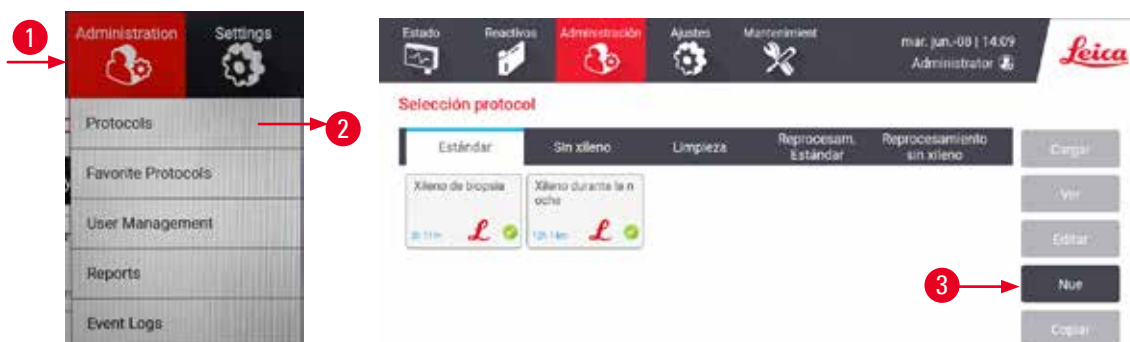 1
Administration
Settings
Protocols
2
Favorite Protocols
User Management
Reports
Event Logs
Estado
Reactivos
Administración
Ajustes
Mantenimient
mar. jun.-08 | 14:09
Administrator
Leica
Selección protocol
Estándar
Sin xileno
Limpieza
Reprocesam.
Estándar
Reprocesamiento
sin xileno
Xileno de biopsia
Xileno durante la n
oche
12h 14m
Cargar
Ver
Editar
3
Nue
Copiar